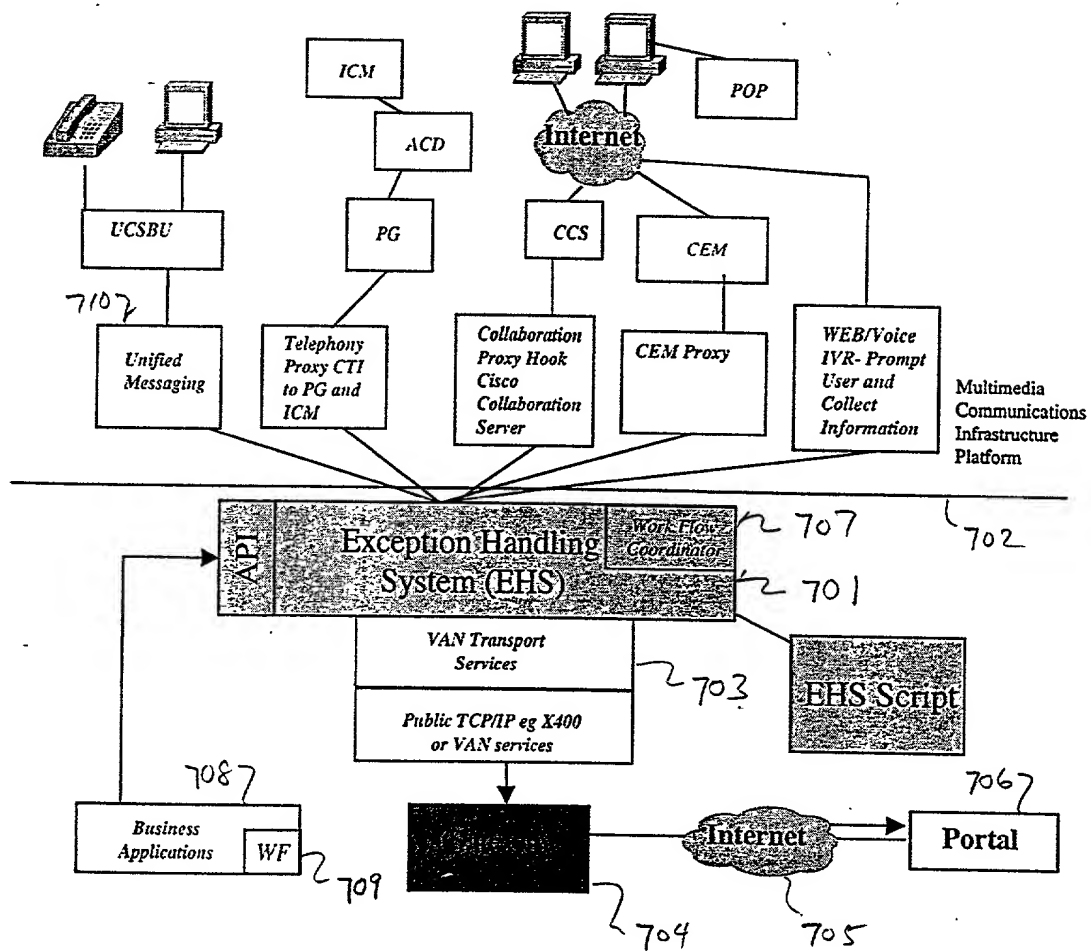 ICM
POP
ACD
Internet
UCSBU
PG
CCS
CEM
710
Unified
Messaging
Telephony
Proxy CTI
to PG and
ICM
Collaboration
Proxy Hook
Cisco
Collaboration
Server
CEM Proxy
WEB/Voice
IVR- Prompt
User and
Collect
Information
Multimedia
Communications
Infrastructure
Platform
702
API
Exception Handling
System (EHS)
Work Flow
Coordinator
707
701
VAN Transport
Services
703
EHS Script
Public TCP/IP eg X400
or VAN services
708
Business
Applications
WF
709
704
Internet
705
706
Portal